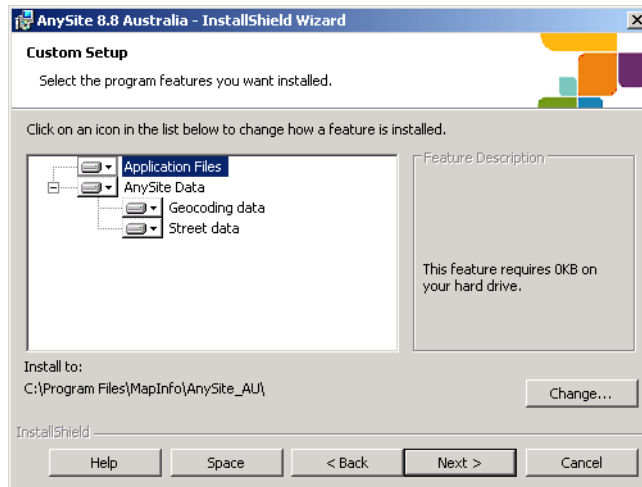 AnySite 8.8 Australia - InstallShield Wizard
Custom Setup
Select the program features you want installed.
Click on an icon in the list below to change how a feature is installed.
Application Files
AnySite Data
Geocoding data
Street data
Feature Description
This feature requires 0KB on
your hard drive.
Install to:
C:\Program Files\MapInfo\AnySite_AU\
Change...
InstallShield
Help
Space
< Back
Next >
Cancel